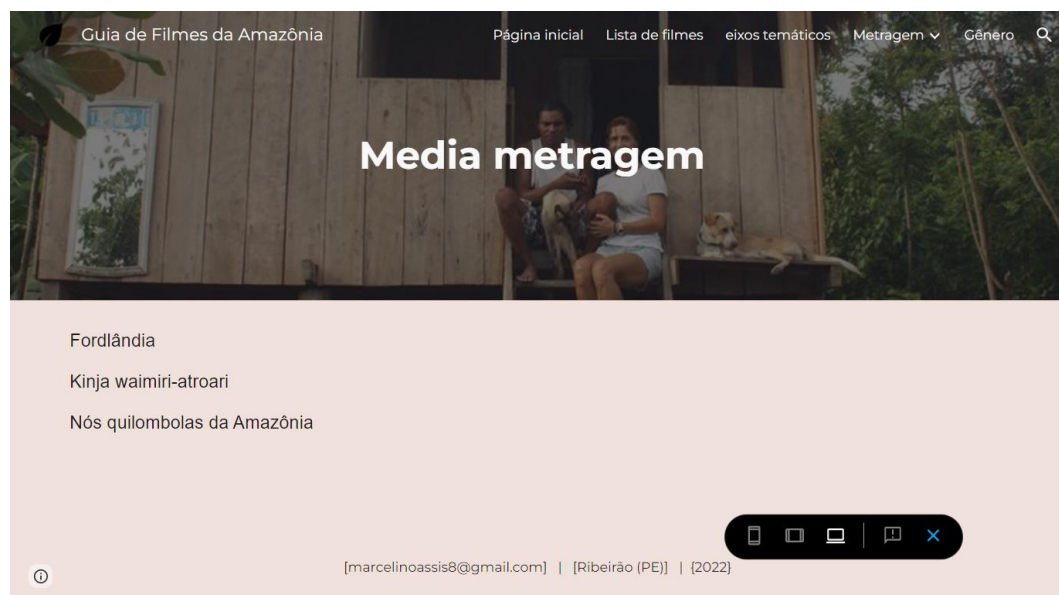 Guia de Filmes da Amazônia
Página inicial Lista de filmes eixos temáticos Metragem Gênero
Media metragem
Fordlândia
Kinja waimiri-atroari
Nós quilombolas da Amazônia
[marcelinoassis8@gmail.com] | [Ribeirão (PE)] | {2022}